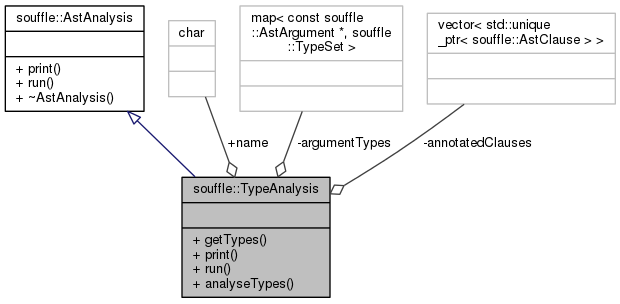 souffle::AstAnalysis
+ print()
+ run()
+ ~AstAnalysis()
char
map< const souffle
::AstArgument *, souffle
::TypeSet >
vector< std::unique
_ptr< souffle::AstClause > >
+name
-argumentTypes
-annotatedClauses
souffle::TypeAnalysis
+ getTypes()
+ print()
+ run()
+ analyseTypes()